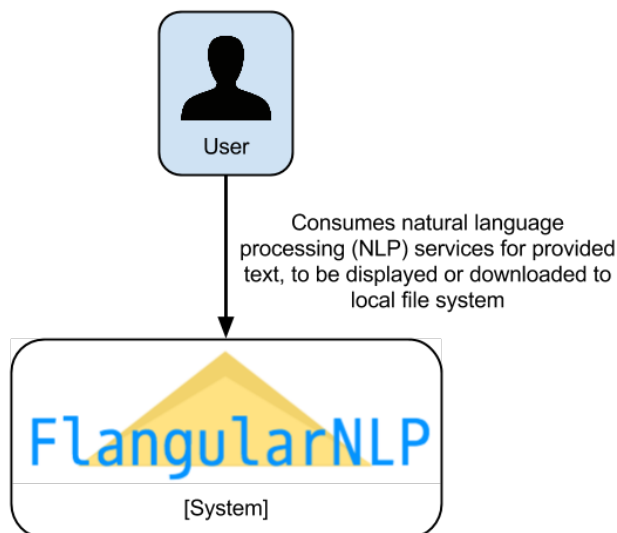 User
Consumes natural language
processing (NLP) services for provided
text, to be displayed or downloaded to
local file system
FlangularNLP
[System]